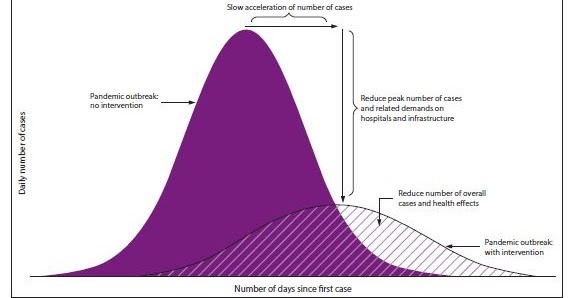 Slow acceleration of number of cases
Pandemic outbreak:
no intervention
Reduce peak number of cases
and related demands on
hospitals and infrastructure
Daily number of cases
Reduce number of overall
cases and health effects
Pandemic outbreak:
with intervention
Number of days since first case